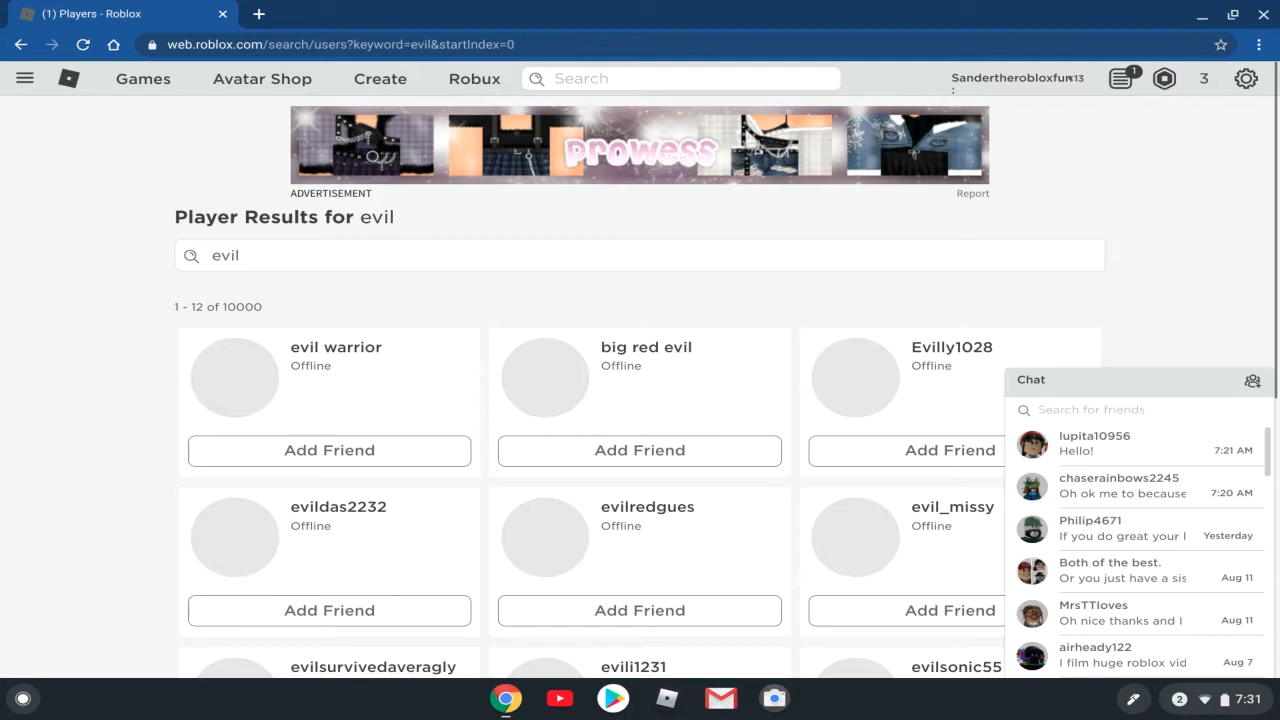 (1) Players - Roblox
web.roblox.com/search/users?keyword=evil&startIndex=0
Games Avatar Shop Create Robux Search 1 3
prowess
ADVERTISEMENT Report
Player Results for evil
evil
1 - 12 of 10000
evil warrior
Offline
Add Friend
big red evil
Offline
Add Friend
Evilly1028
Offline
Add Friend
evildas2232
Offline
Add Friend
evilredgues
Offline
Add Friend
evil_missy
Offline
Add Friend
evilsurvivedaveragly
evili1231
evilsonic55
Chat
Search for friends
lupita10956
Hello! 7:21 AM
chaserainbows2245
Oh ok me to because 7:20 AM
Philip4671
If you do great your l Yesterday
Both of the best.
Or you just have a sis Aug 11
MrsTTloves
Oh nice thanks and I Aug 11
airheady122
I film huge roblox vid Aug 7
2 7:31